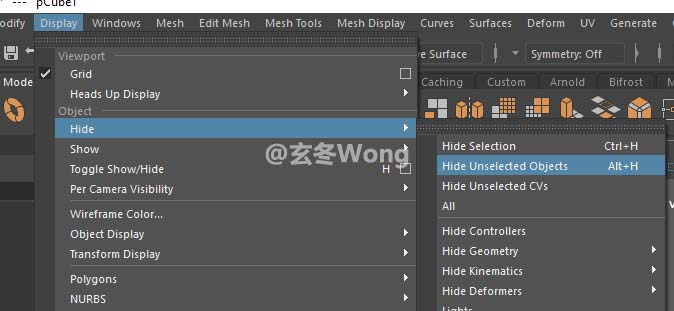 --- pCube1
odify Display Windows Mesh Edit Mesh Mesh Tools Mesh Display Curves Surfaces Deform UV Generate
ve Surface Symmetry: Off
Mode
Caching Custom Arnold Bifrost
Viewport
Grid
Heads Up Display
Object
Hide
Show
Toggle Show/Hide H
Per Camera Visibility
Wireframe Color...
Object Display
Transform Display
Polygons
NURBS
Hide Selection Ctrl+H
Hide Unselected Objects Alt+H
Hide Unselected CVs
All
Hide Controllers
Hide Geometry
Hide Kinematics
Hide Deformers
Lights
@玄冬Wong